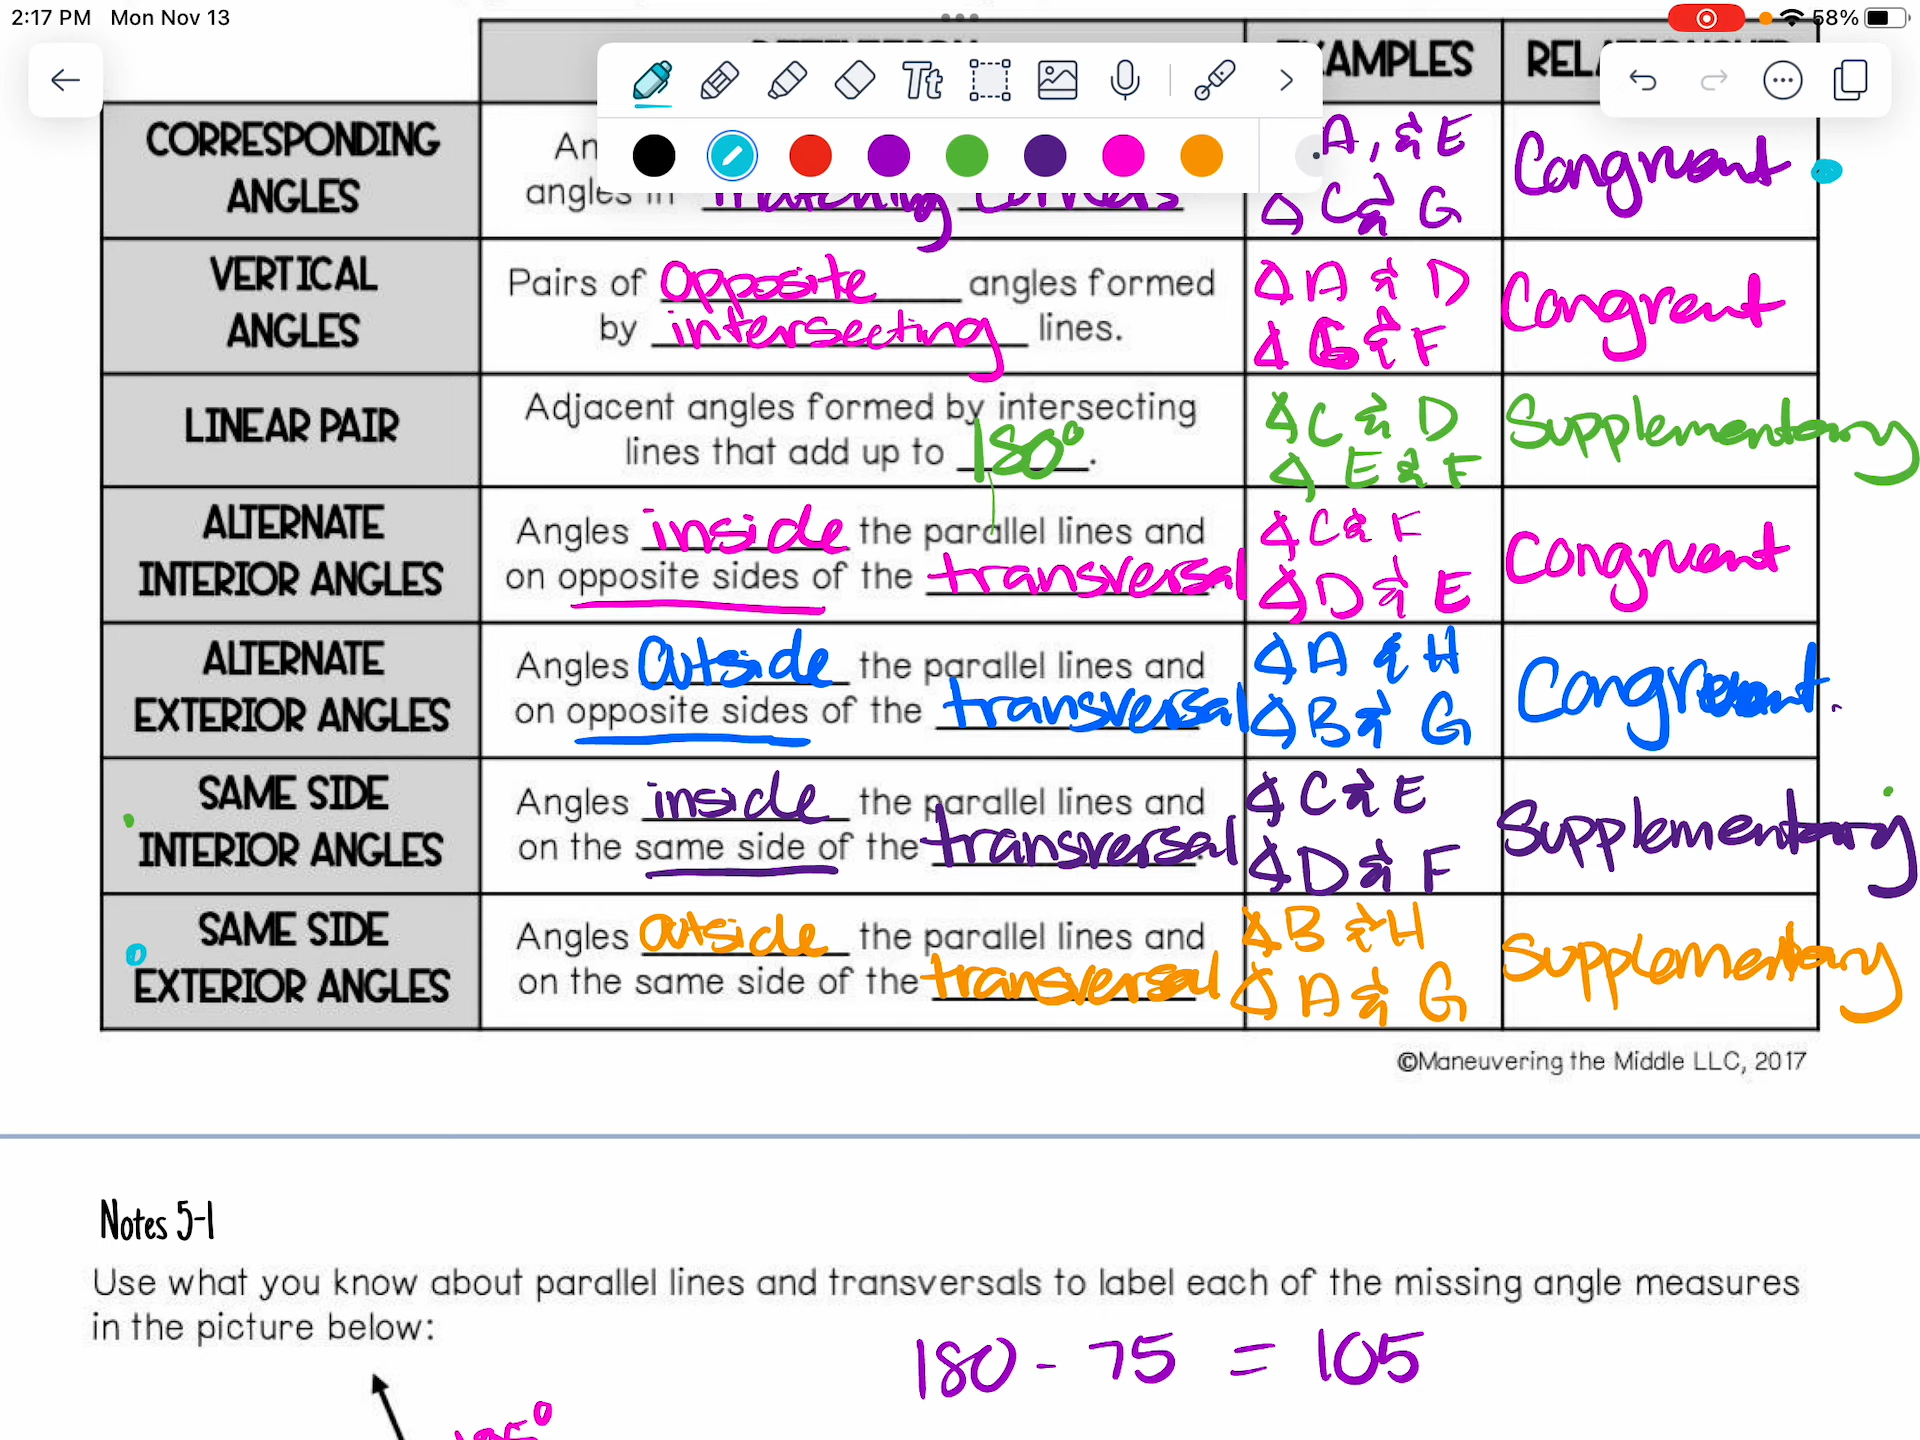 2:17 PM Mon Nov 13
58%
Tt
CORRESPONDING
ANGLES
angles in matching corners
A, & E
C & G
Congruent
VERTICAL
ANGLES
Pairs of opposite angles formed
by intersecting lines.
∢ A & D
∢ & F
Congrent
LINEAR PAIR
Adjacent angles formed by intersecting
lines that add up to 180°.
∢ C & D
∢ E & F
Supplementary
ALTERNATE
INTERIOR ANGLES
Angles inside the parallel lines and
on opposite sides of the transversal
∢ C & F
∢ D & E
Congruent
ALTERNATE
EXTERIOR ANGLES
Angles Outside the parallel lines and
on opposite sides of the transversal
∢ A & H
∢ B & G
Congruent.
SAME SIDE
INTERIOR ANGLES
Angles inside the parallel lines and
on the same side of the transversal
∢ C & E
∢ D & F
Supplementary
SAME SIDE
EXTERIOR ANGLES
Angles outside the parallel lines and
on the same side of the transversal
∢ B & H
∢ A & G
Supplementary
©Maneuvering the Middle LLC, 2017
Notes 5-1
Use what you know about parallel lines and transversals to label each of the missing angle measures
in the picture below:
180 - 75 = 105